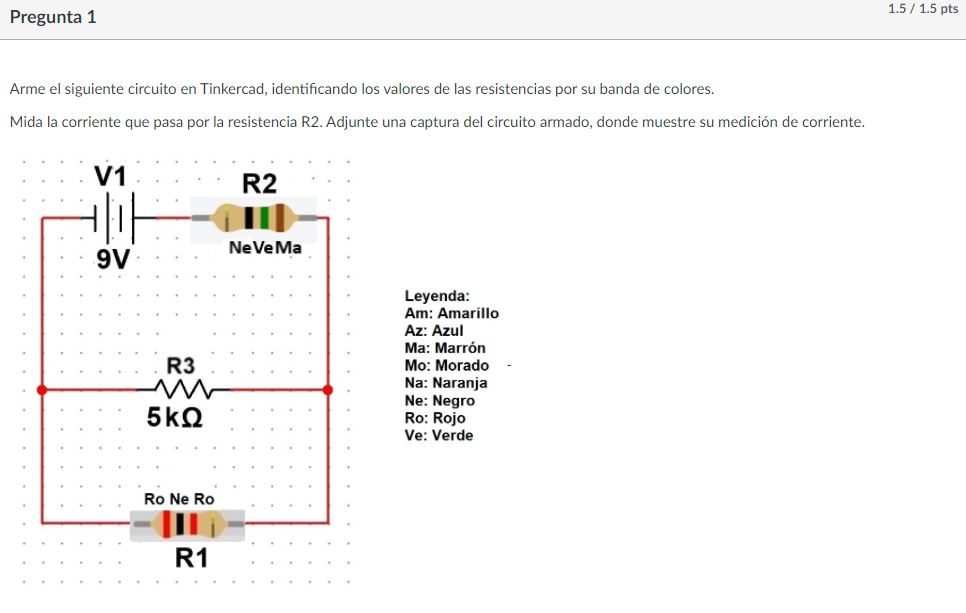 Pregunta 1
1.5 / 1.5 pts
Arme el siguiente circuito en Tinkercad, identificando los valores de las resistencias por su banda de colores.
Mida la corriente que pasa por la resistencia R2. Adjunte una captura del circuito armado, donde muestre su medición de corriente.
V1
R2
NeVeMa
9V
Leyenda:
Am: Amarillo
Az: Azul
Ma: Marrón
Mo: Morado -
Na: Naranja
Ne: Negro
Ro: Rojo
Ve: Verde
R3
5kΩ
Ro Ne Ro
R1